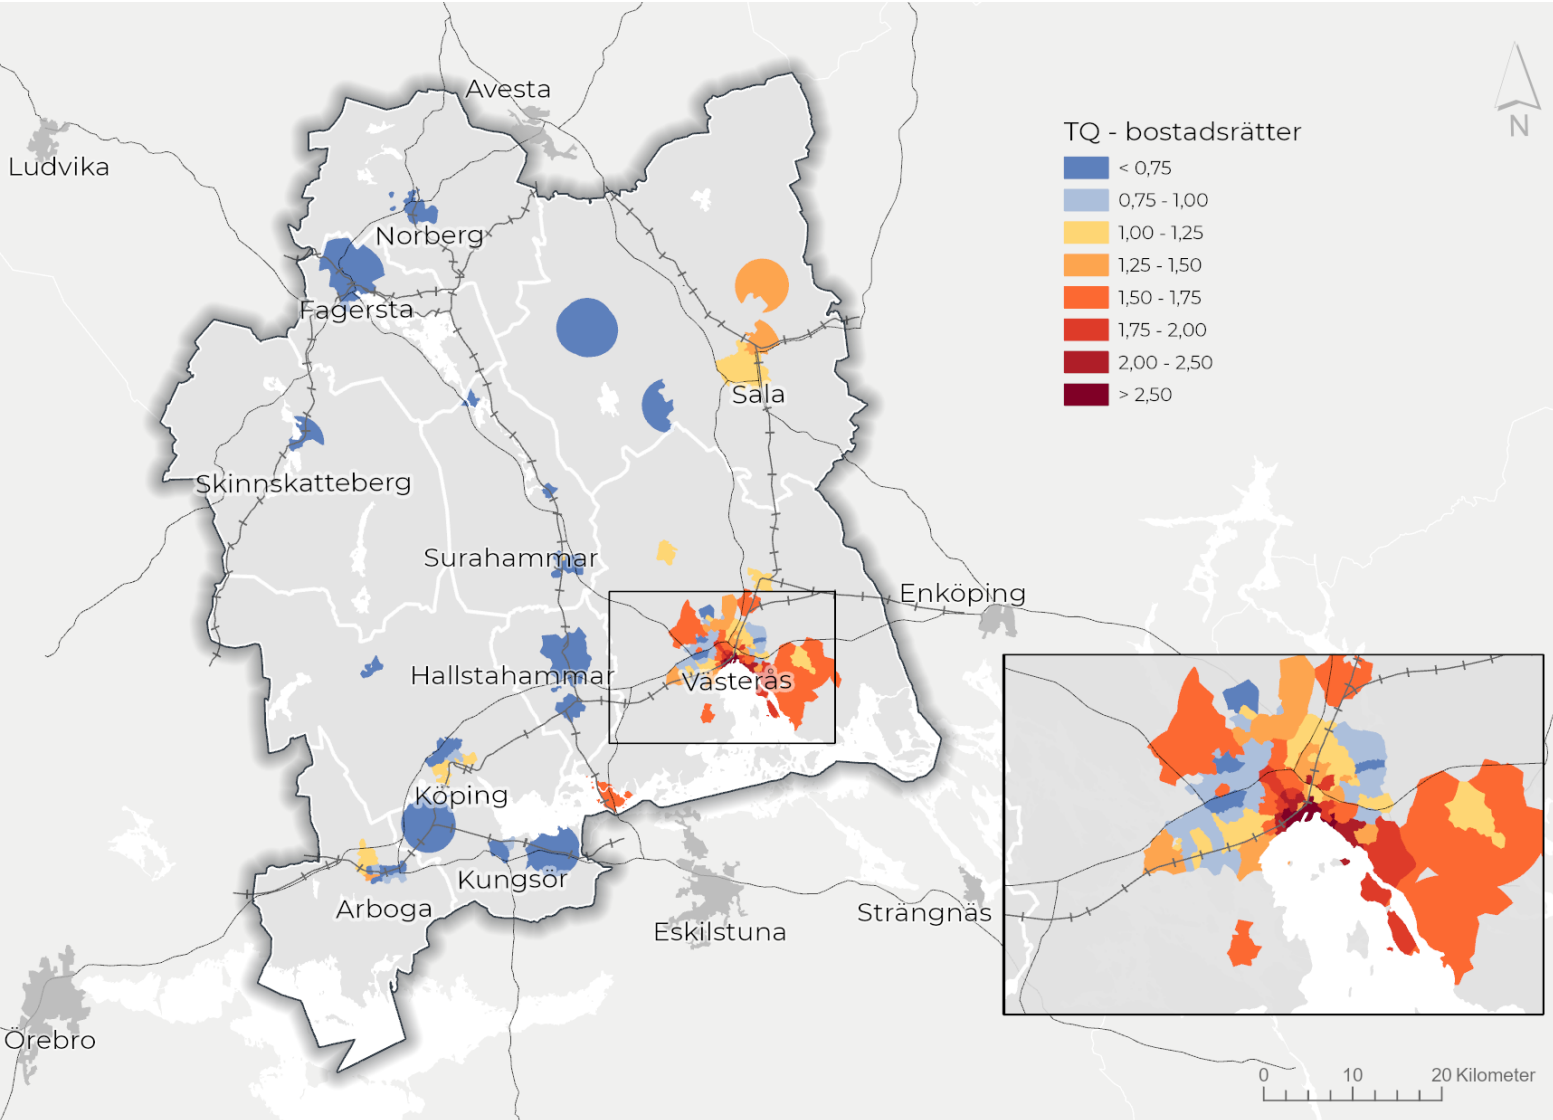 Avesta
Ludvika
Norberg
Fagersta
Sala
Skinnskatteberg
Surahammar
Enköping
Hallstahammar
Västerås
Köping
Kungsör
Arboga
Strängnäs
Eskilstuna
Örebro
N
TQ - bostadsrätter
< 0,75
0,75 - 1,00
1,00 - 1,25
1,25 - 1,50
1,50 - 1,75
1,75 - 2,00
2,00 - 2,50
> 2,50
0 10 20 Kilometer